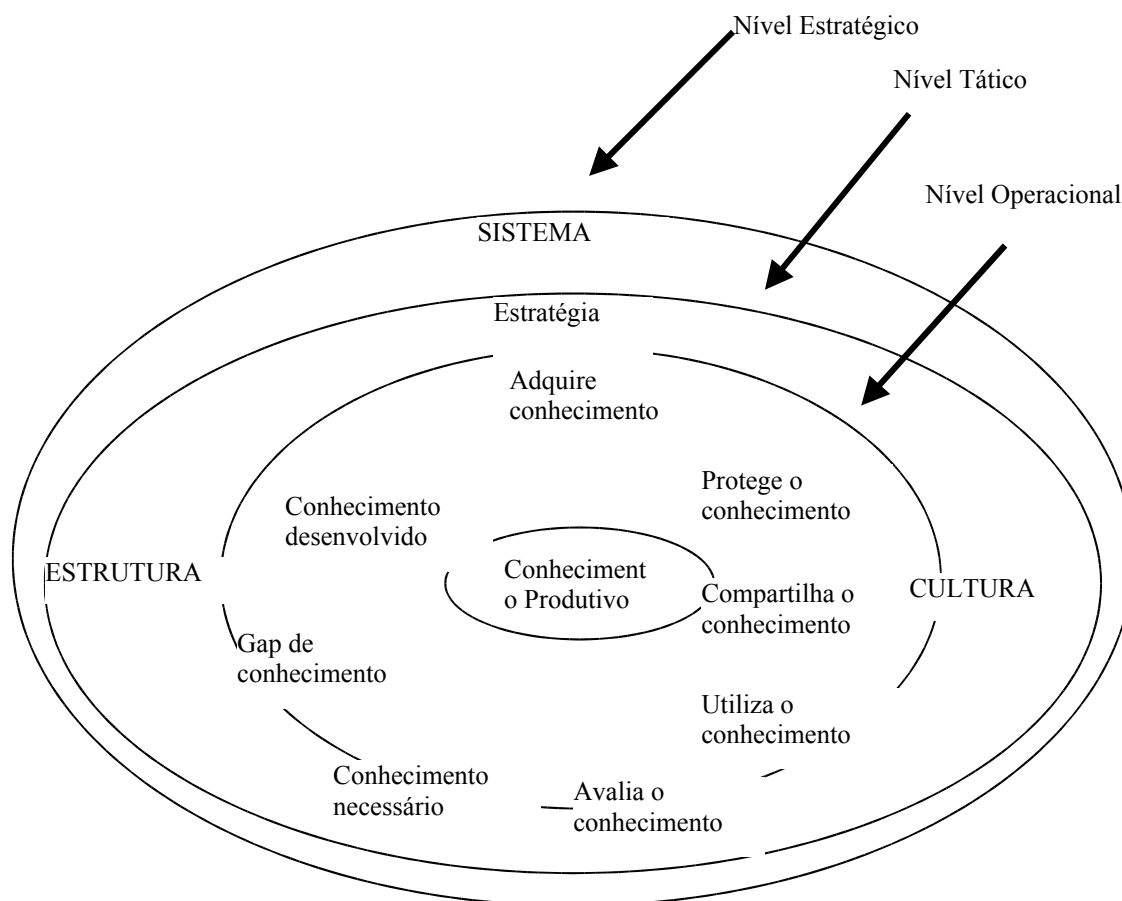 Nível Estratégico
Nível Tático
Nível Operacional
SISTEMA
Estratégia
Adquire
conhecimento
Protege o
conhecimento
Conhecimento
desenvolvido
Conheciment
o Produtivo
ESTRUTURA
Compartilha o
conhecimento
CULTURA
Gap de
conhecimento
Utiliza o
conhecimento
Conhecimento
necessário
Avalia o
conhecimento